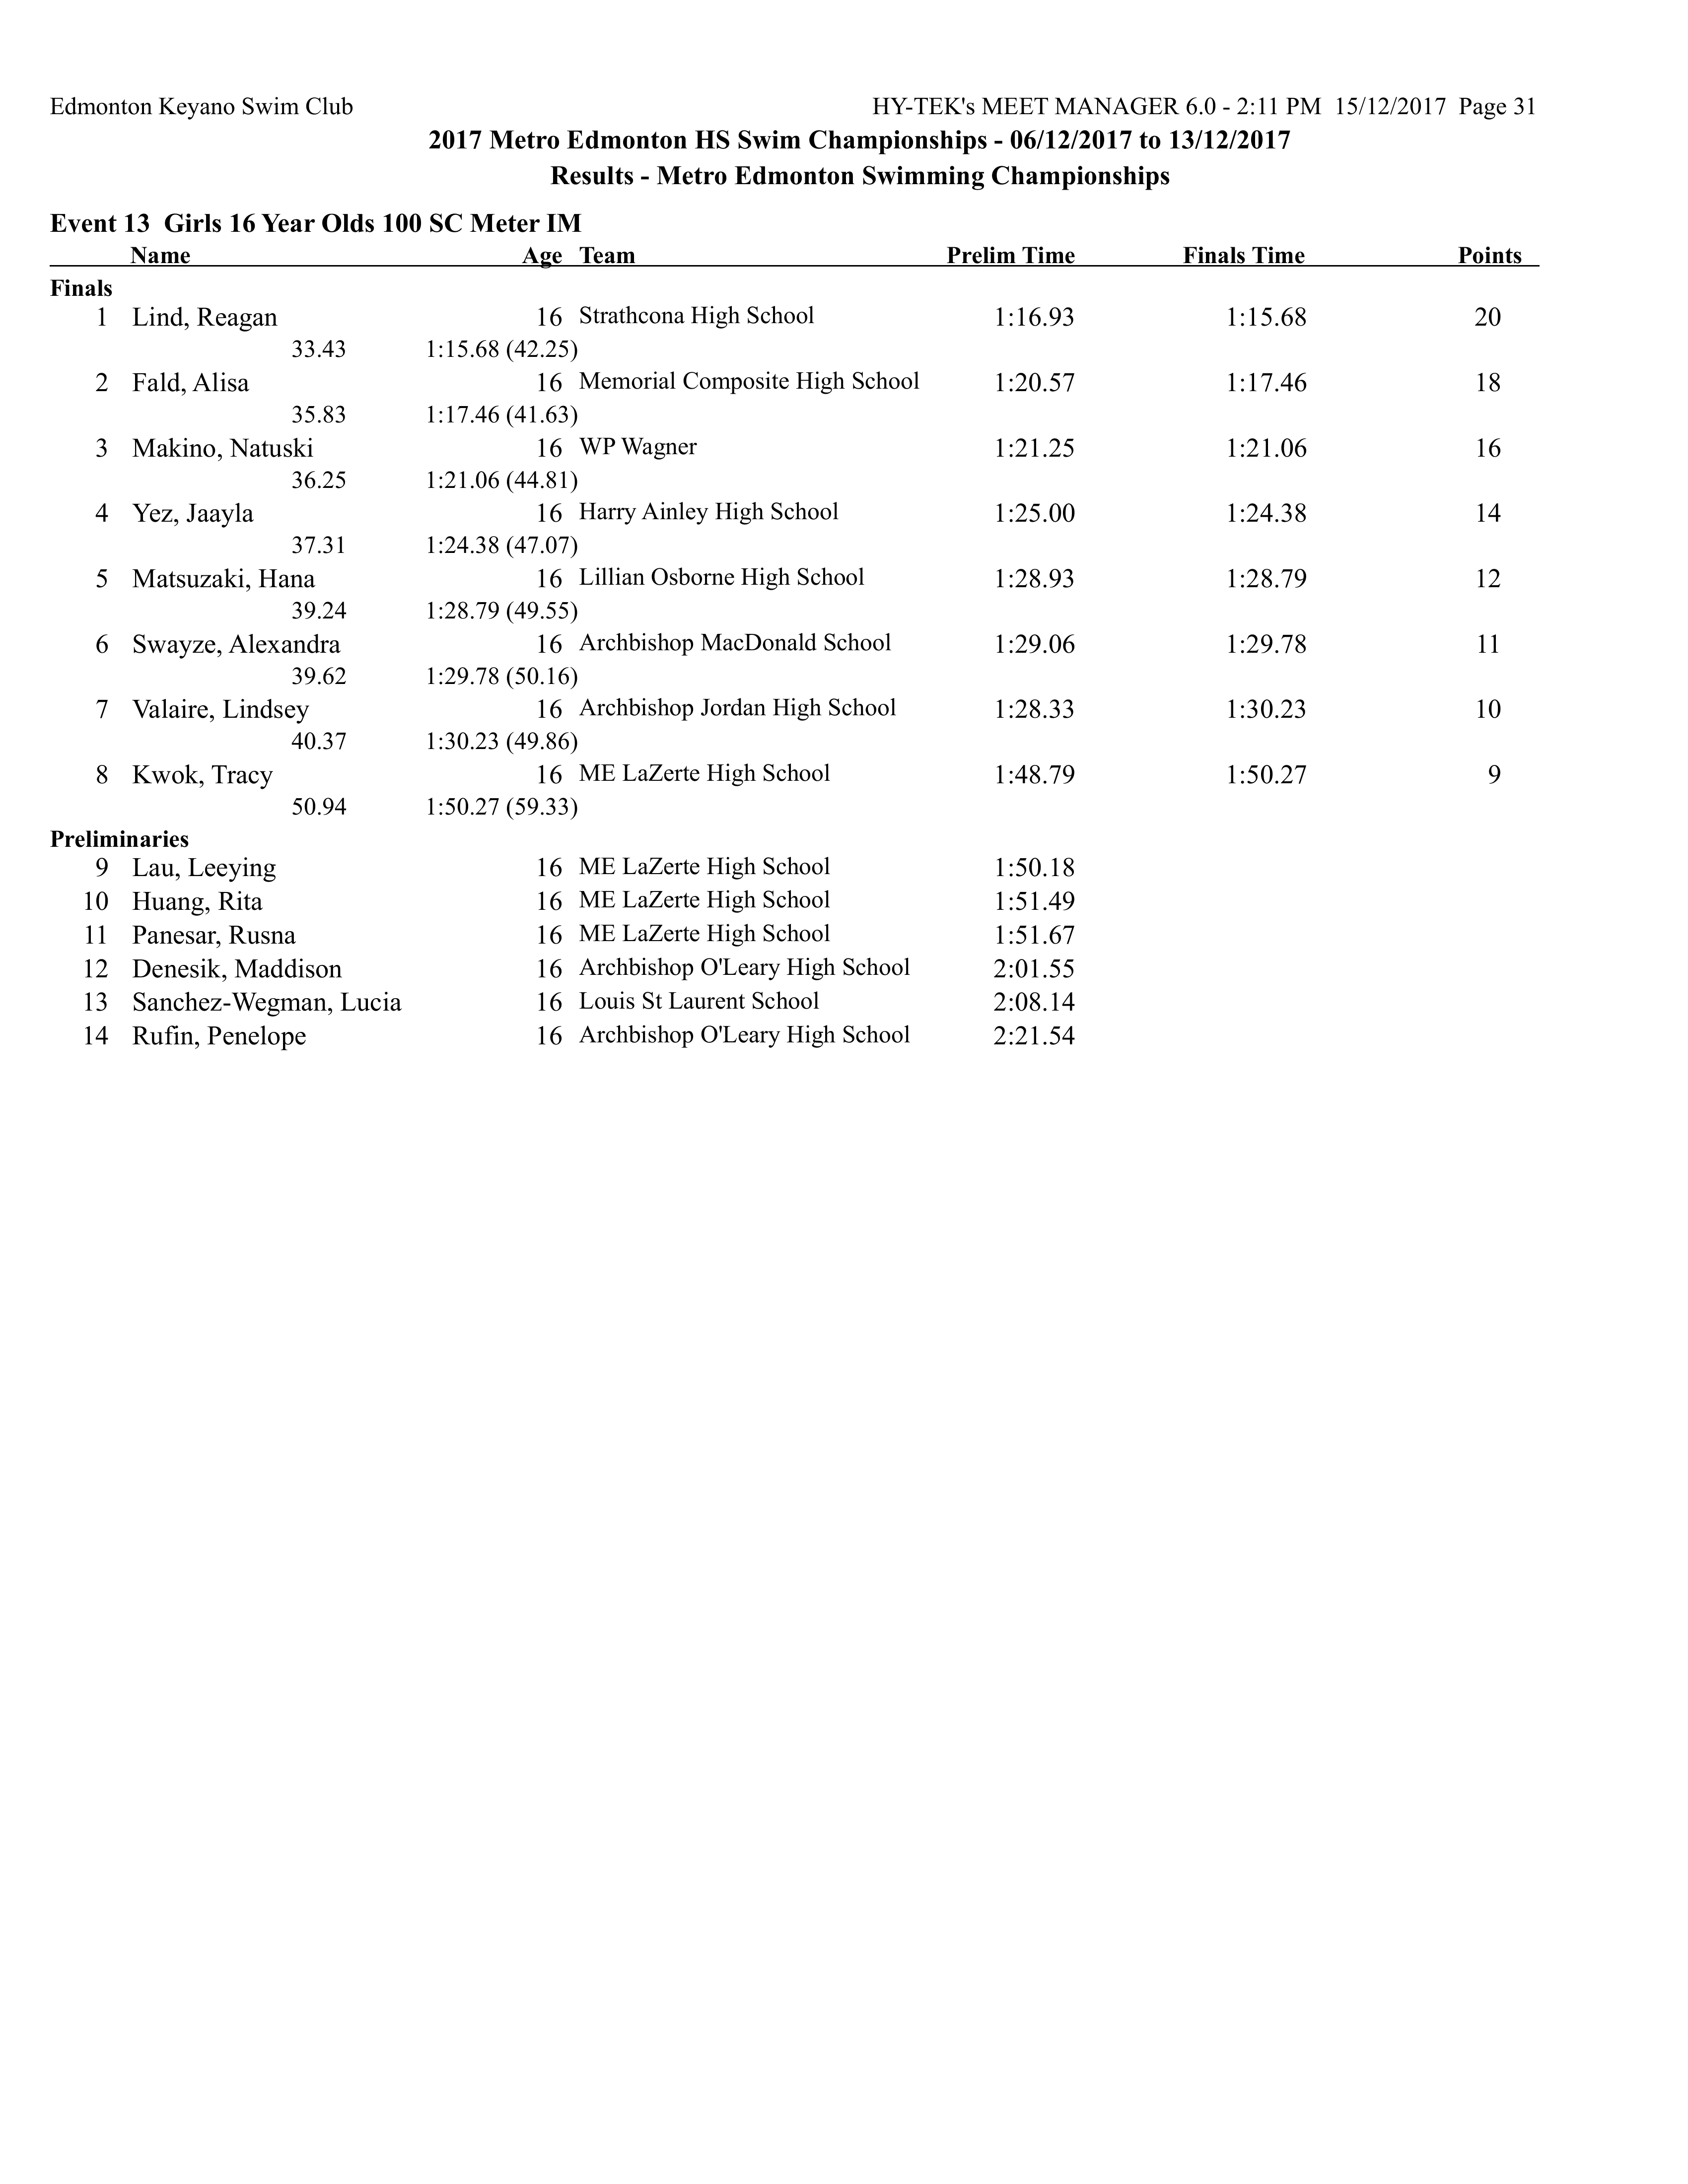 Edmonton Keyano Swim Club HY-TEK's MEET MANAGER 6.0 - 2:11 PM 15/12/2017 Page 31
2017 Metro Edmonton HS Swim Championships - 06/12/2017 to 13/12/2017
Results - Metro Edmonton Swimming Championships
Event 13 Girls 16 Year Olds 100 SC Meter IM
Name Age Team Prelim Time Finals Time Points
Finals
1 Lind, Reagan 16 Strathcona High School 1:16.93 1:15.68 20
33.43 1:15.68 (42.25)
2 Fald, Alisa 16 Memorial Composite High School 1:20.57 1:17.46 18
35.83 1:17.46 (41.63)
3 Makino, Natuski 16 WP Wagner 1:21.25 1:21.06 16
36.25 1:21.06 (44.81)
4 Yez, Jaayla 16 Harry Ainley High School 1:25.00 1:24.38 14
37.31 1:24.38 (47.07)
5 Matsuzaki, Hana 16 Lillian Osborne High School 1:28.93 1:28.79 12
39.24 1:28.79 (49.55)
6 Swayze, Alexandra 16 Archbishop MacDonald School 1:29.06 1:29.78 11
39.62 1:29.78 (50.16)
7 Valaire, Lindsey 16 Archbishop Jordan High School 1:28.33 1:30.23 10
40.37 1:30.23 (49.86)
8 Kwok, Tracy 16 ME LaZerte High School 1:48.79 1:50.27 9
50.94 1:50.27 (59.33)
Preliminaries
9 Lau, Leeying 16 ME LaZerte High School 1:50.18
10 Huang, Rita 16 ME LaZerte High School 1:51.49
11 Panesar, Rusna 16 ME LaZerte High School 1:51.67
12 Denesik, Maddison 16 Archbishop O'Leary High School 2:01.55
13 Sanchez-Wegman, Lucia 16 Louis St Laurent School 2:08.14
14 Rufin, Penelope 16 Archbishop O'Leary High School 2:21.54